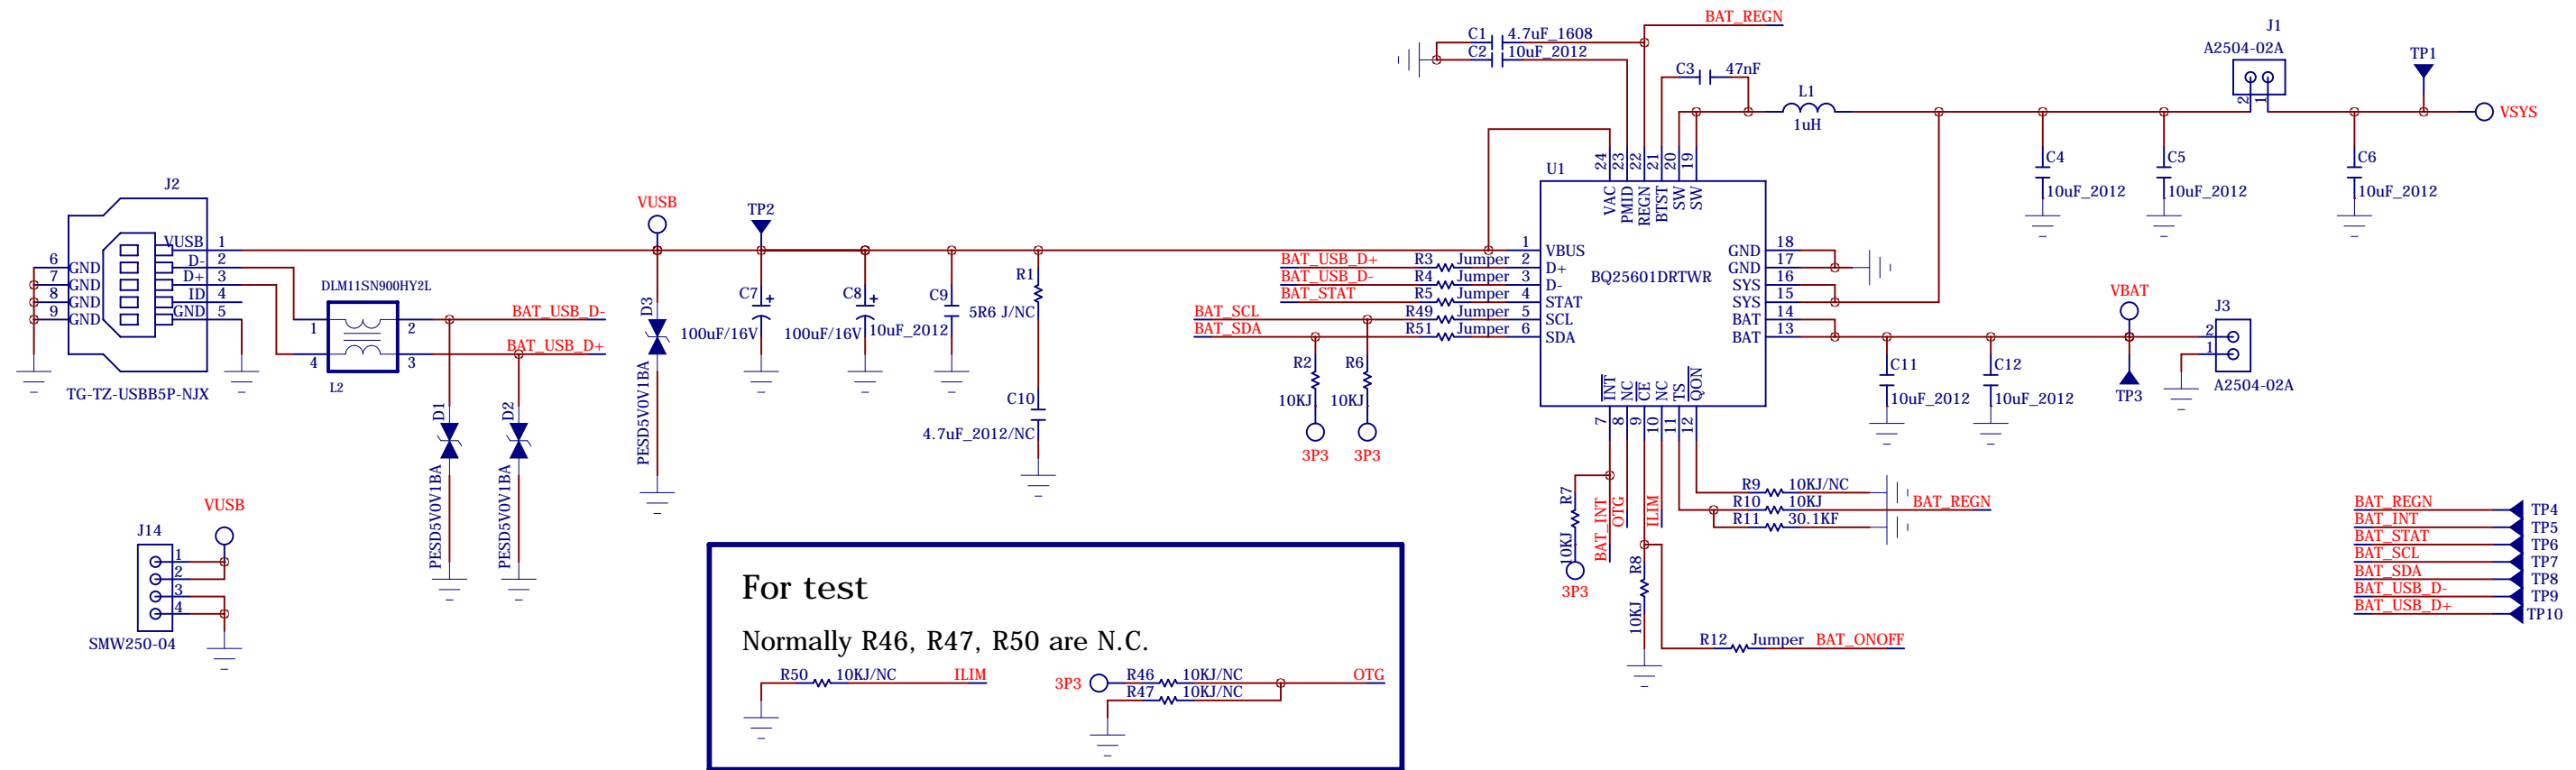 BAT_REGN
C1 4.7uF_1608
C2 10uF_2012
C3 47nF
L1
1uH
J1
A2504-02A
2 1
TP1
VSYS
C4
10uF_2012
C5
10uF_2012
C6
10uF_2012
J2
VUSB 1
D- 2
D+ 3
ID 4
GND 5
6 GND
7 GND
8 GND
9 GND
TG-TZ-USBB5P-NJX
DLM11SN900HY2L
1 2
4 3
L2
BAT_USB_D-
BAT_USB_D+
D1
PESD5V0V1BA
D2
PESD5V0V1BA
VUSB
D3
PESD5V0V1BA
TP2
C7 +
100uF/16V
C8 +
100uF/16V
C9
10uF_2012
R1
5R6 J/NC
C10
4.7uF_2012/NC
U1
BQ25601DRTWR
24 23 22 21 20 19
VAC PMID REGN BTST SW SW
BAT_USB_D+ R3 Jumper 2 D+
BAT_USB_D- R4 Jumper 3 D-
BAT_STAT R5 Jumper 4 STAT
BAT_SCL R49 Jumper 5 SCL
BAT_SDA R51 Jumper 6 SDA
1 VBUS
GND 18
GND 17
SYS 16
SYS 15
BAT 14
BAT 13
INT NC CE NC TS QON
7 8 9 10 11 12
R2
10KJ
3P3
R6
10KJ
3P3
VBAT
TP3
J3
2
1
A2504-02A
C11
10uF_2012
C12
10uF_2012
R7
10KJ
3P3
BAT_INT
OTG
ILIM
R8
10KJ
R9 10KJ/NC
R10 10KJ BAT_REGN
R11 30.1KF
R12 Jumper BAT_ONOFF
BAT_REGN TP4
BAT_INT TP5
BAT_STAT TP6
BAT_SCL TP7
BAT_SDA TP8
BAT_USB_D- TP9
BAT_USB_D+ TP10
VUSB
J14
1
2
3
4
SMW250-04
For test
Normally R46, R47, R50 are N.C.
R50 10KJ/NC ILIM
3P3 R46 10KJ/NC OTG
R47 10KJ/NC